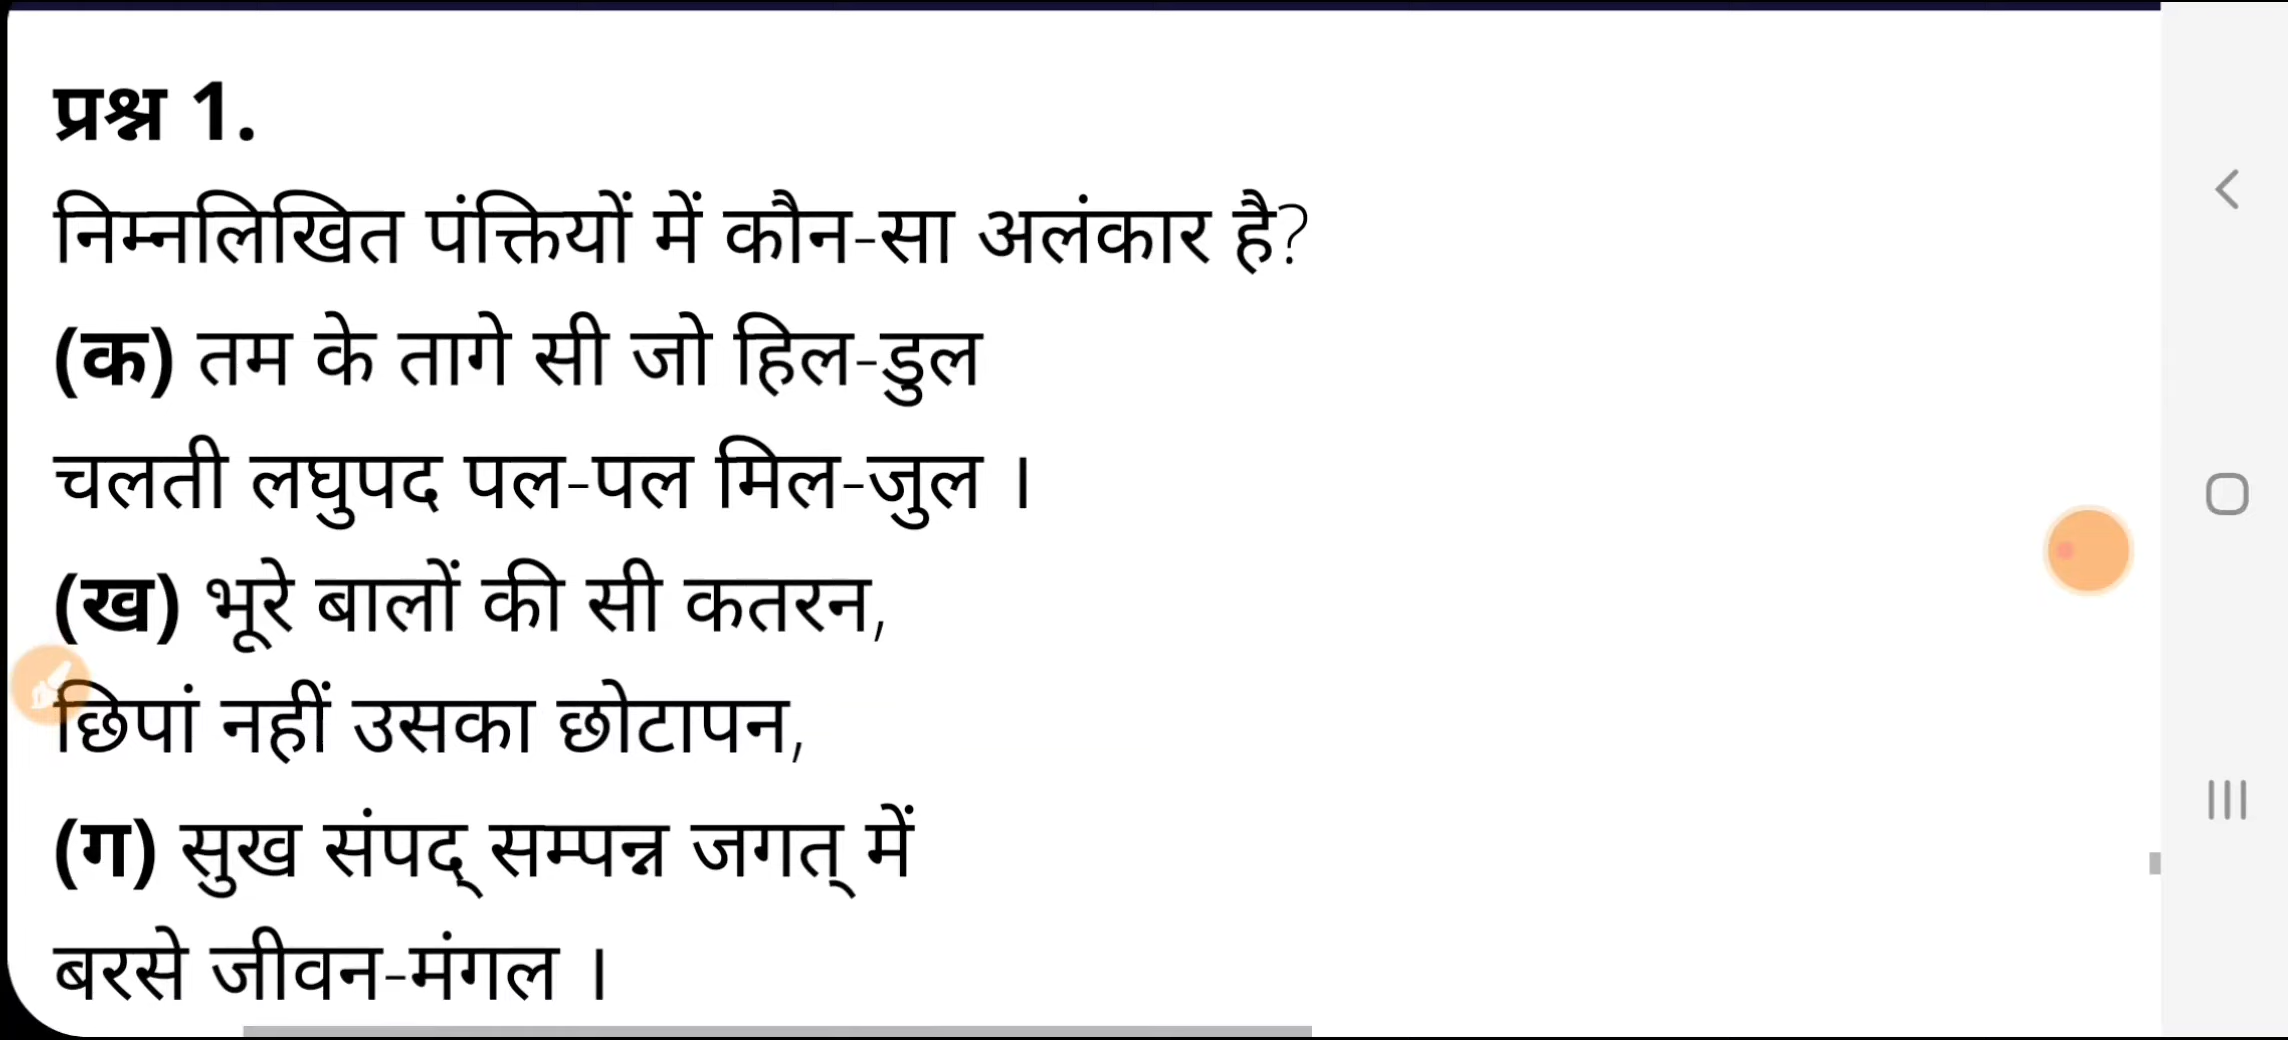 प्रश्न 1.
निम्नलिखित पंक्तियों में कौन-सा अलंकार है?
(क) तम के तागे सी जो हिल-डुल
चलती लघुपद पल-पल मिल-जुल ।
(ख) भूरे बालों की सी कतरन,
छिपां नहीं उसका छोटापन,
(ग) सुख संपद् सम्पन्न जगत् में
बरसे जीवन-मंगल ।